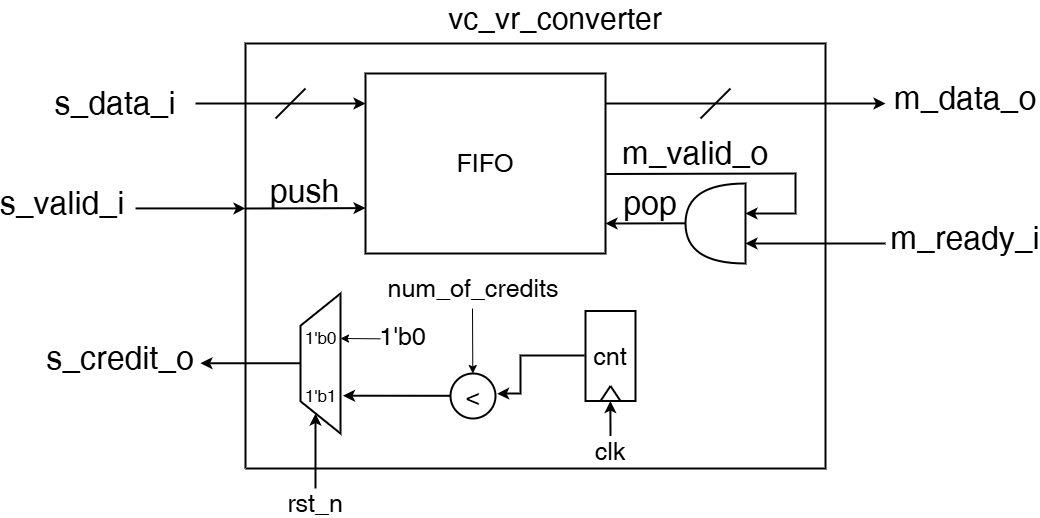 vc_vr_converter
s_data_i
m_data_o
FIFO
m_valid_o
s_valid_i
push
pop
m_ready_i
num_of_credits
1'b0
1'b0
s_credit_o
cnt
1'b1
<
clk
rst_n